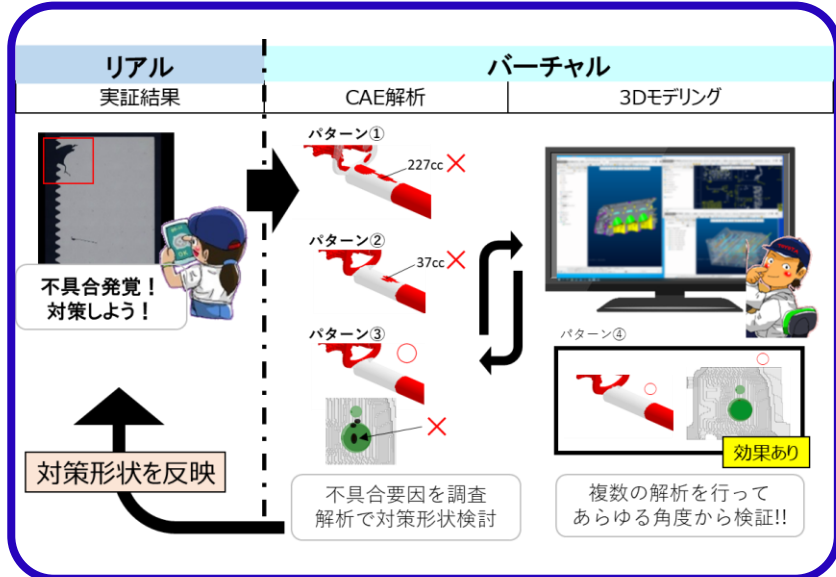 リアル
バーチャル
実証結果
CAE解析
3Dモデリング
パターン①
227cc
パターン②
37cc
不具合発覚！
対策しよう！
パターン③
パターン④
効果あり
対策形状を反映
不具合要因を調査
解析で対策形状検討
複数の解析を行って
あらゆる角度から検証!!